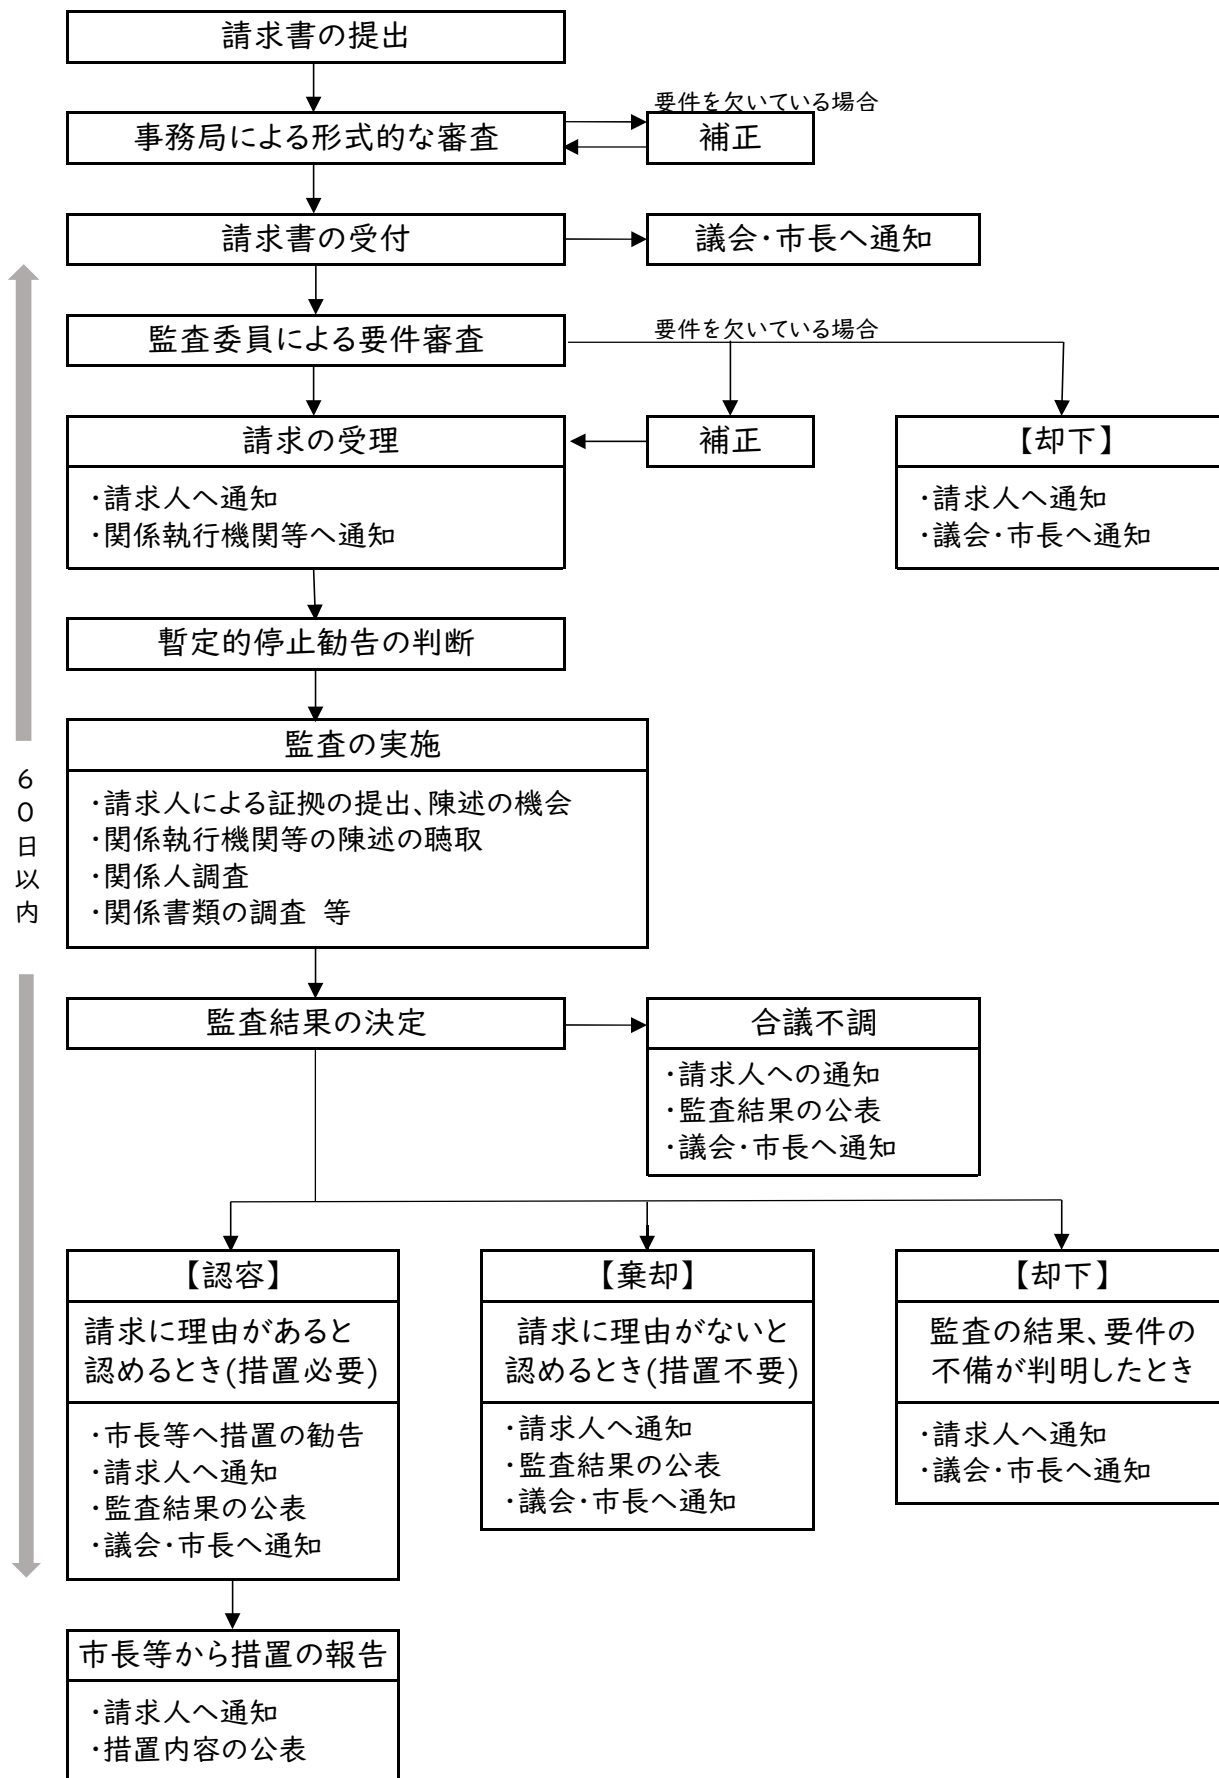 請求書の提出
要件を欠いている場合
事務局による形式的な審査
補正
請求書の受付
議会・市長へ通知
監査委員による要件審査
要件を欠いている場合
請求の受理
・請求人へ通知
・関係執行機関等へ通知
補正
【却下】
・請求人へ通知
・議会・市長へ通知
暫定的停止勧告の判断
監査の実施
・請求人による証拠の提出、陳述の機会
・関係執行機関等の陳述の聴取
・関係人調査
・関係書類の調査 等
60日以内
監査結果の決定
合議不調
・請求人への通知
・監査結果の公表
・議会・市長へ通知
【認容】
請求に理由があると
認めるとき(措置必要)
・市長等へ措置の勧告
・請求人へ通知
・監査結果の公表
・議会・市長へ通知
【棄却】
請求に理由がないと
認めるとき(措置不要)
・請求人へ通知
・監査結果の公表
・議会・市長へ通知
【却下】
監査の結果、要件の
不備が判明したとき
・請求人へ通知
・議会・市長へ通知
市長等から措置の報告
・請求人へ通知
・措置内容の公表